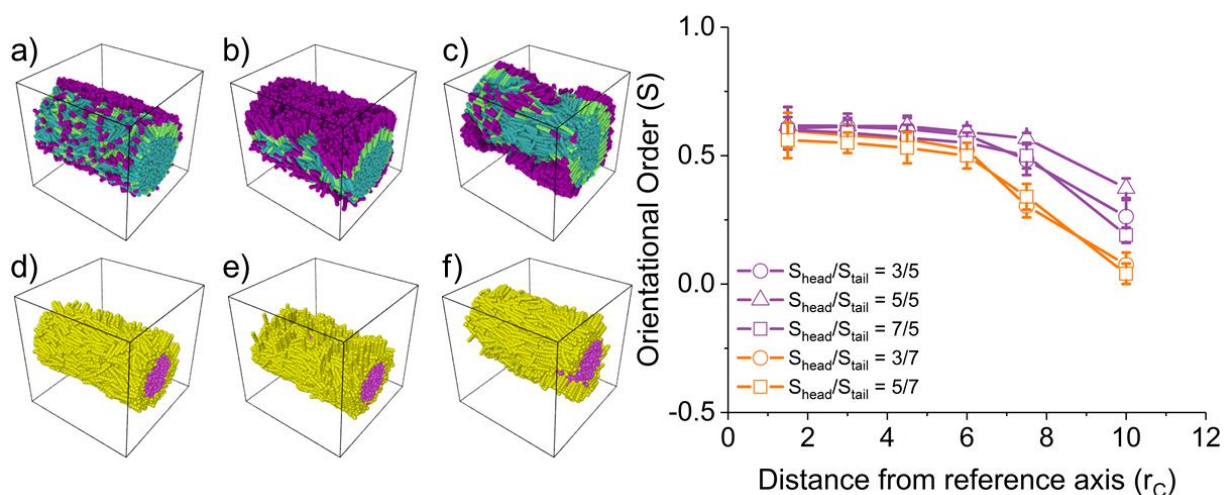 a)
b)
c)
d)
e)
f)
Orientational Order (S)
1.0
0.5
0.0
-0.5
S_head/S_tail = 3/5
S_head/S_tail = 5/5
S_head/S_tail = 7/5
S_head/S_tail = 3/7
S_head/S_tail = 5/7
0 2 4 6 8 10 12
Distance from reference axis (r_C)